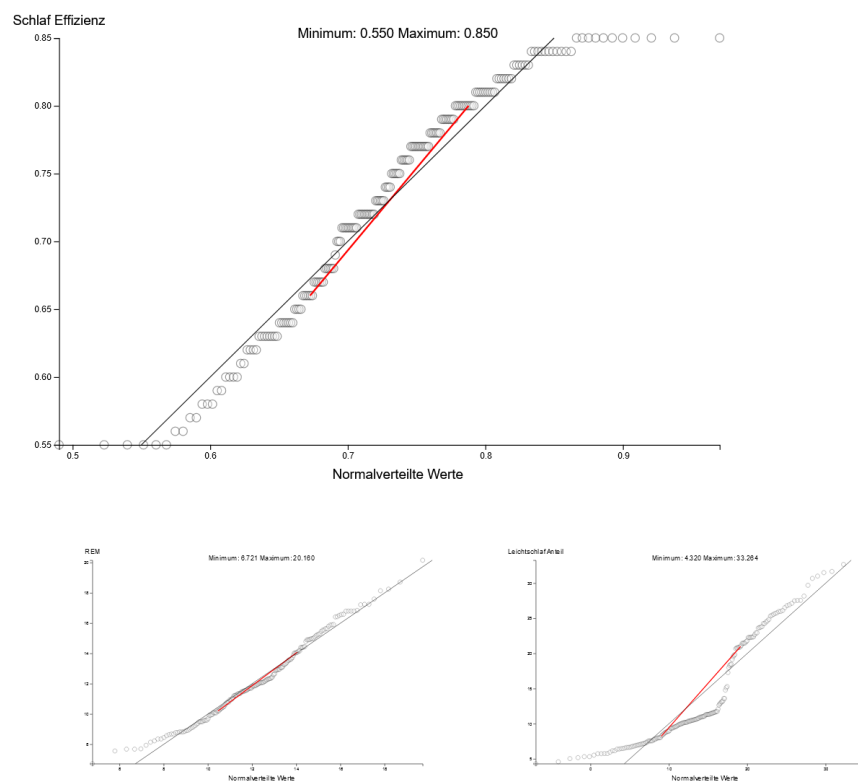 Schlaf Effizienz
Minimum: 0.550 Maximum: 0.850
0.85
0.80
0.75
0.70
0.65
0.60
0.55
0.5 0.6 0.7 0.8 0.9
Normalverteilte Werte
REM
Minimum: 6.721 Maximum: 20.160
Normalverteilte Werte
Leichtschlaf Anteil
Minimum: 4.320 Maximum: 33.264
Normalverteilte Werte